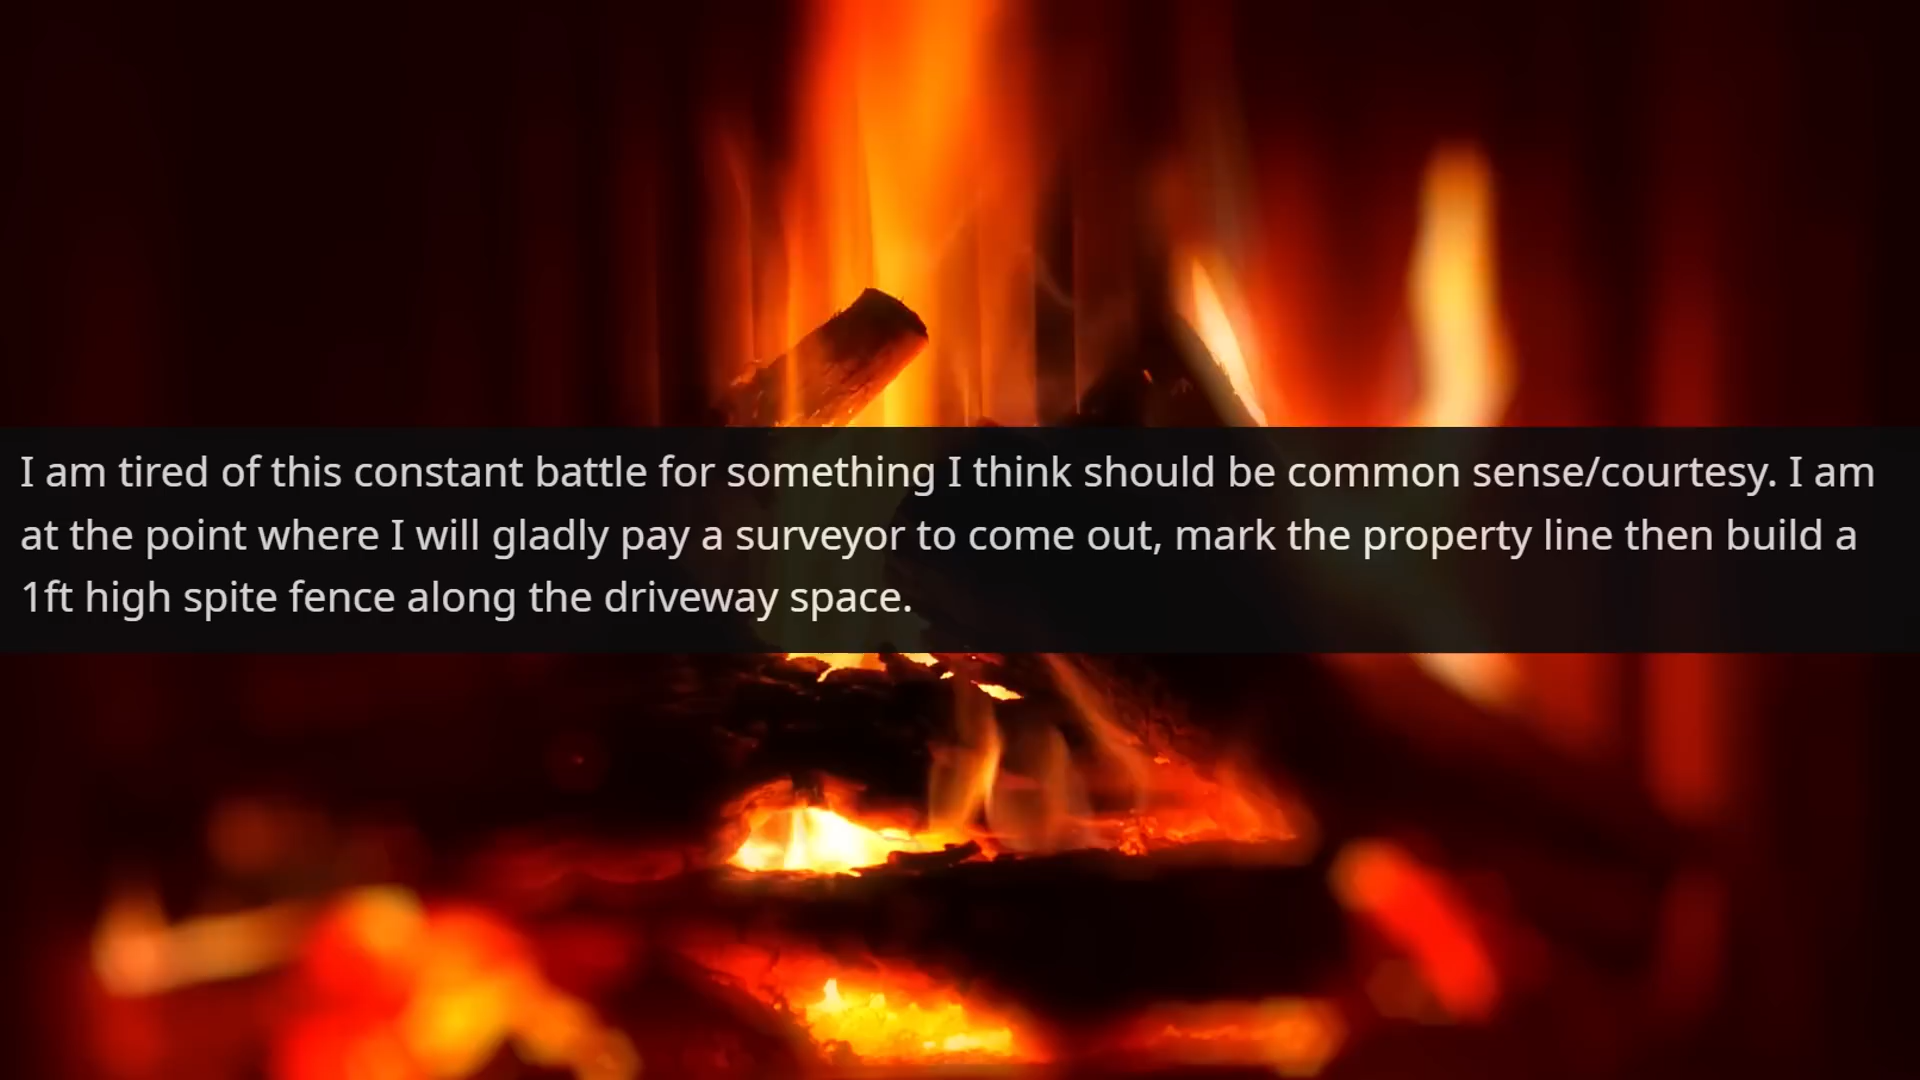 I am tired of this constant battle for something I think should be common sense/courtesy. I am
at the point where I will gladly pay a surveyor to come out, mark the property line then build a
1ft high spite fence along the driveway space.